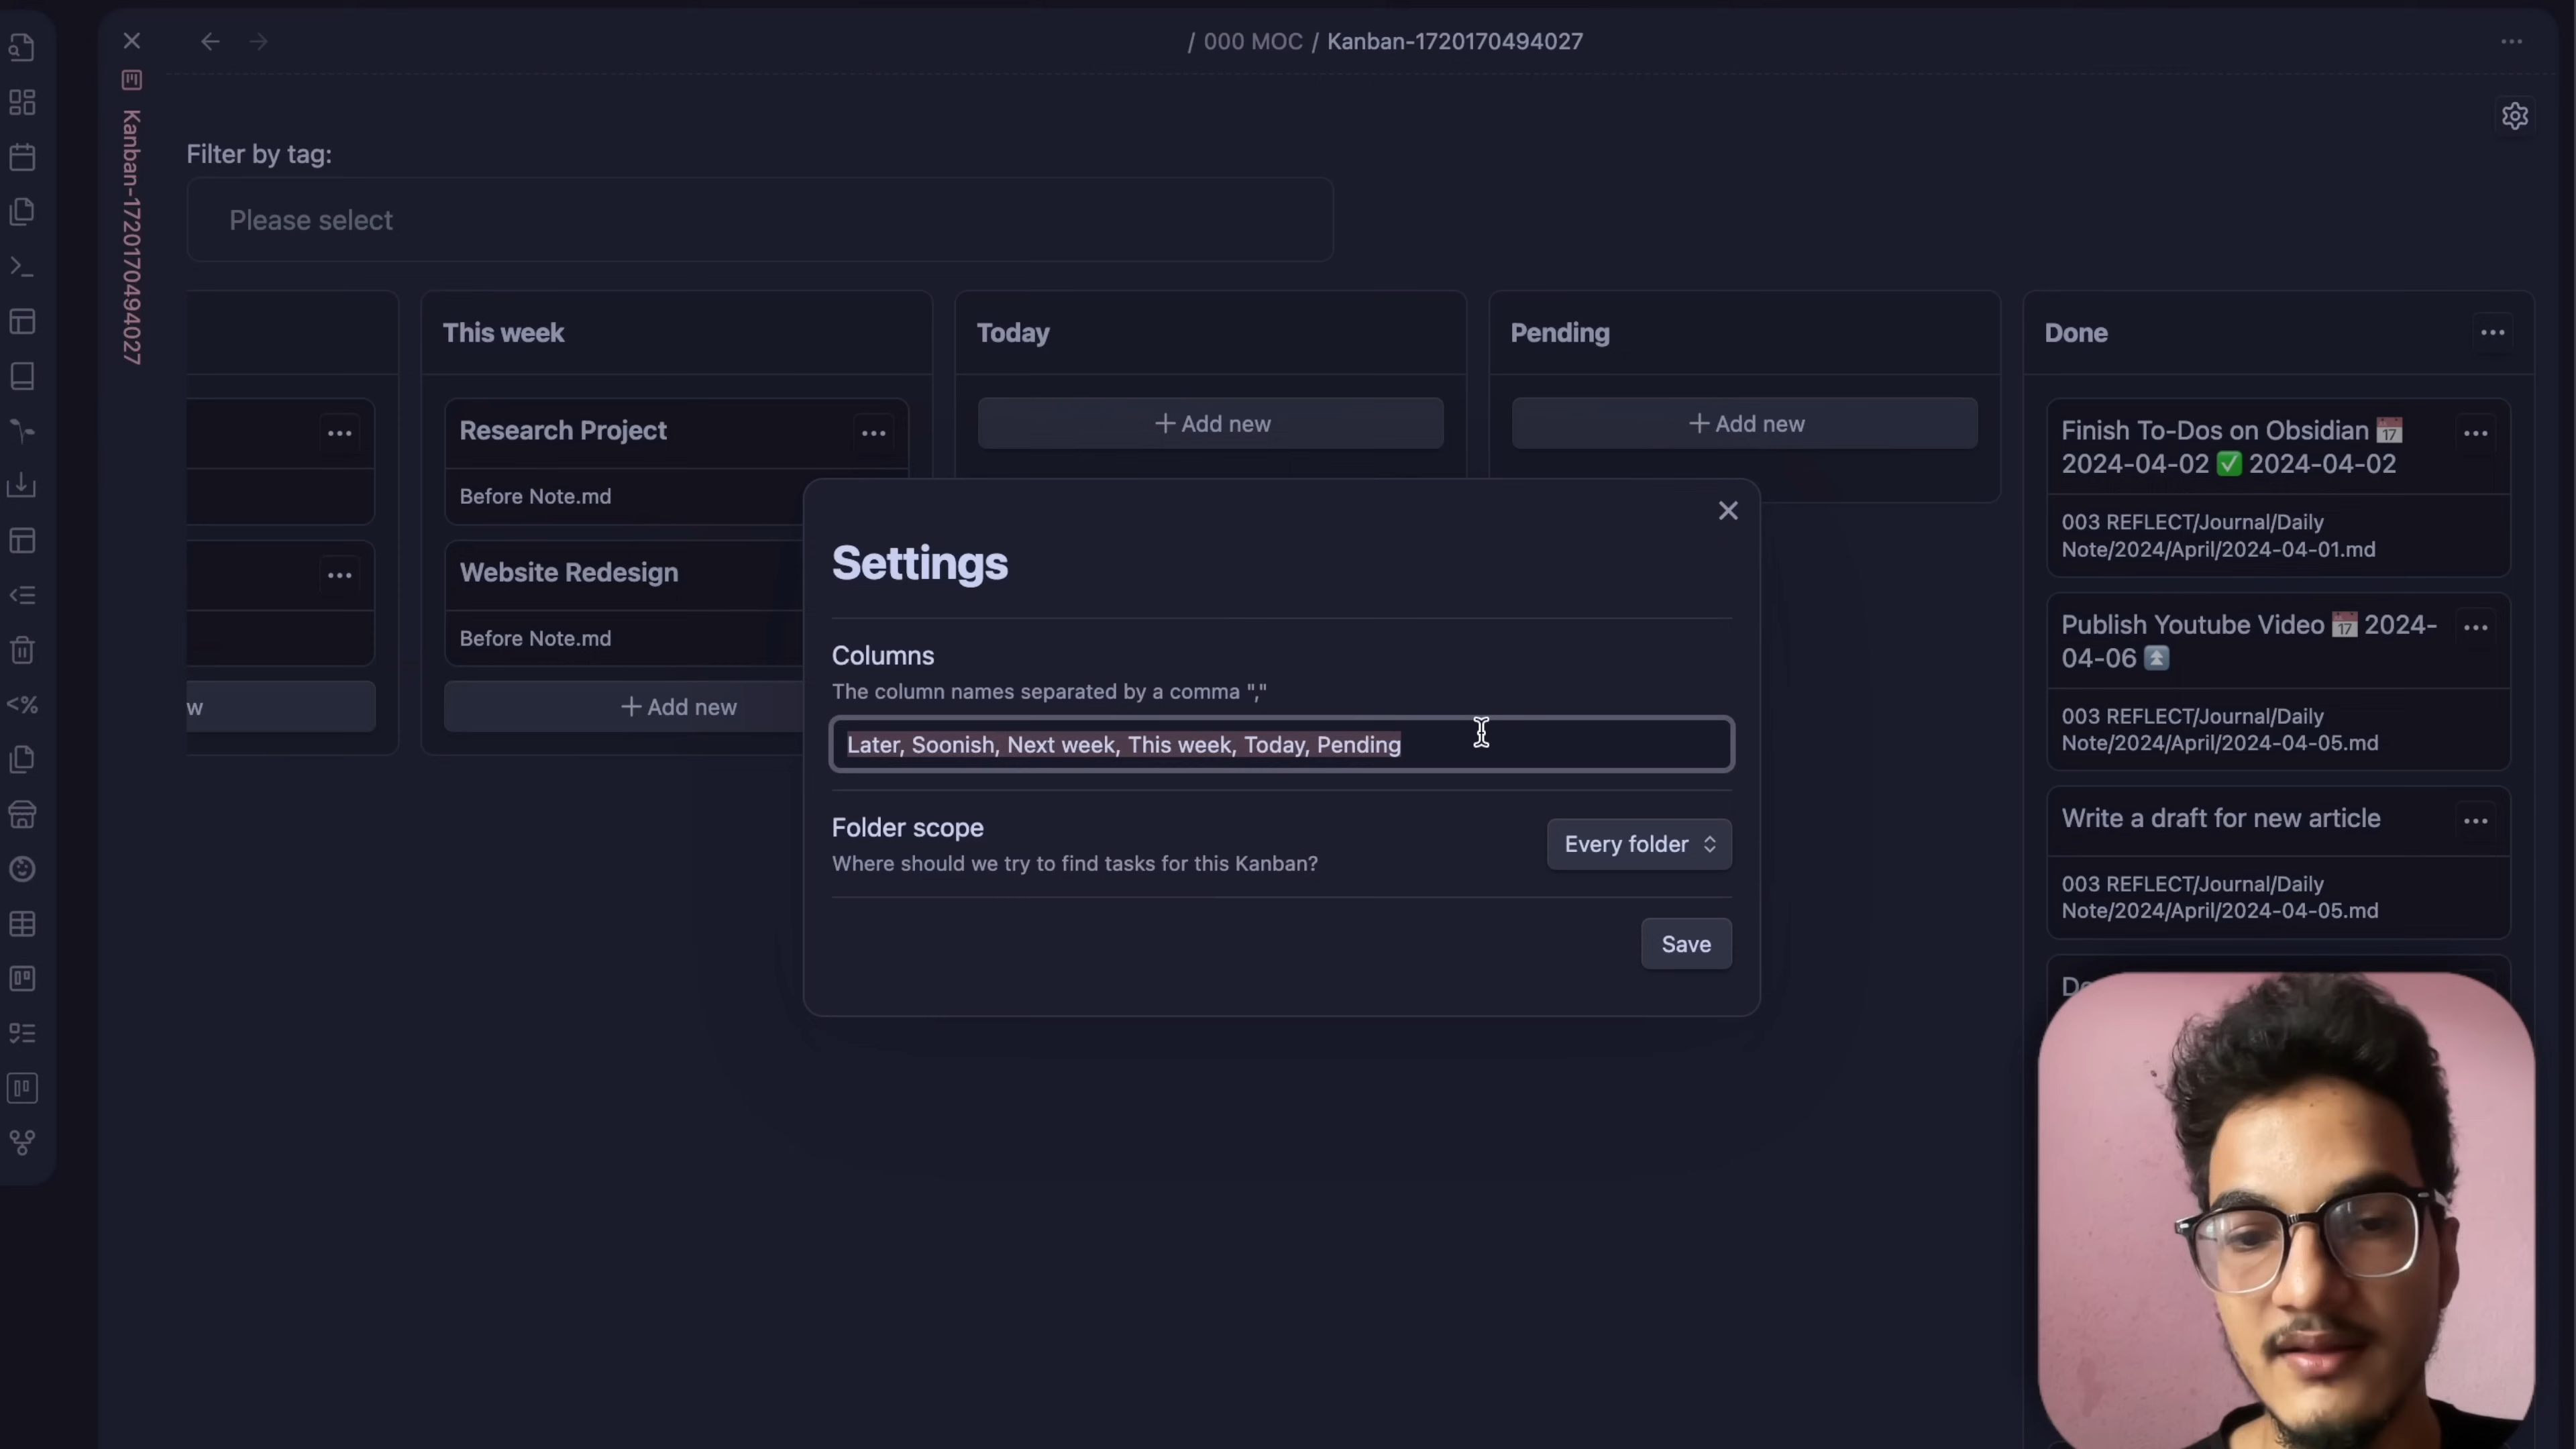 / 000 MOC / Kanban-1720170494027
Kanban-1720170494027
Filter by tag:
Please select
This week
Today
Pending
Done
Research Project
Before Note.md
Website Redesign
Before Note.md
+ Add new
w
+ Add new
+ Add new
Finish To-Dos on Obsidian 📅
2024-04-02 ✅ 2024-04-02
003 REFLECT/Journal/Daily
Note/2024/April/2024-04-01.md
Publish Youtube Video 📅 2024-
04-06 ⏫
003 REFLECT/Journal/Daily
Note/2024/April/2024-04-05.md
Write a draft for new article
003 REFLECT/Journal/Daily
Note/2024/April/2024-04-05.md
Settings
Columns
The column names separated by a comma ","
Later, Soonish, Next week, This week, Today, Pending
Folder scope
Where should we try to find tasks for this Kanban?
Every folder
Save